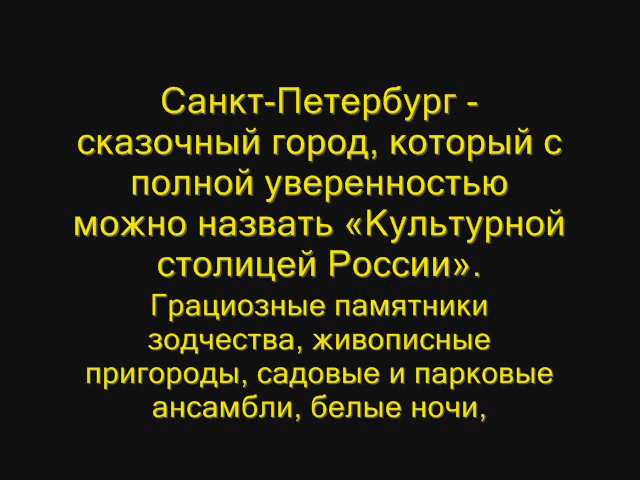 Санкт-Петербург -
сказочный город, который с
полной уверенностью
можно назвать «Культурной
столицей России».
Грациозные памятники
зодчества, живописные
пригороды, садовые и парковые
ансамбли, белые ночи,